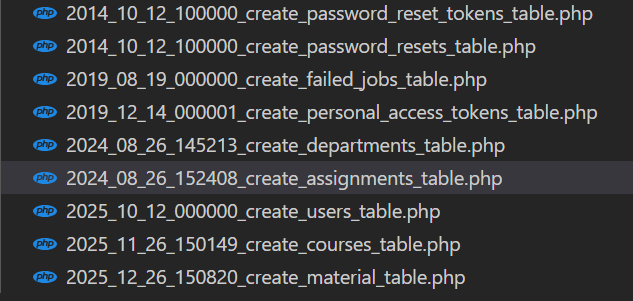 php 2014_10_12_100000_create_password_reset_tokens_table.php
php 2014_10_12_100000_create_password_resets_table.php
php 2019_08_19_000000_create_failed_jobs_table.php
php 2019_12_14_000001_create_personal_access_tokens_table.php
php 2024_08_26_145213_create_departments_table.php
php 2024_08_26_152408_create_assignments_table.php
php 2025_10_12_000000_create_users_table.php
php 2025_11_26_150149_create_courses_table.php
php 2025_12_26_150820_create_material_table.php